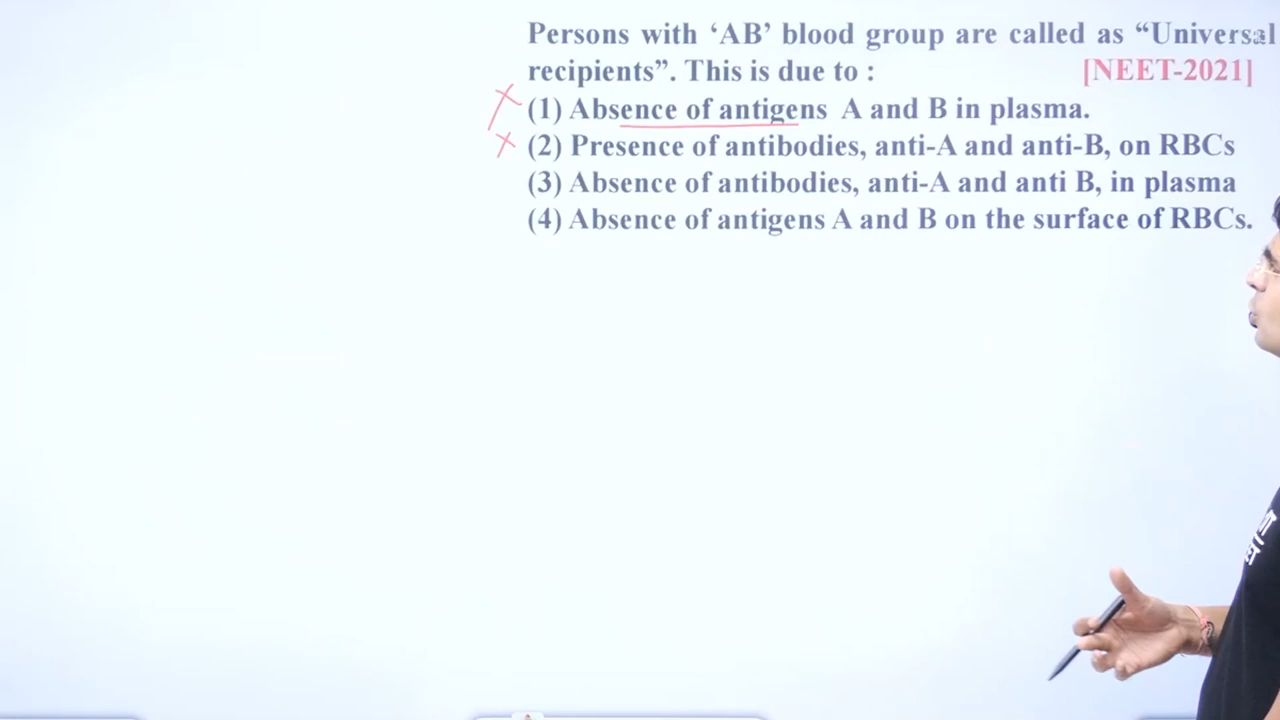 Persons with ‘AB’ blood group are called as “Universal
recipients”. This is due to : [NEET-2021]
(1) Absence of antigens A and B in plasma.
(2) Presence of antibodies, anti-A and anti-B, on RBCs
(3) Absence of antibodies, anti-A and anti B, in plasma
(4) Absence of antigens A and B on the surface of RBCs.